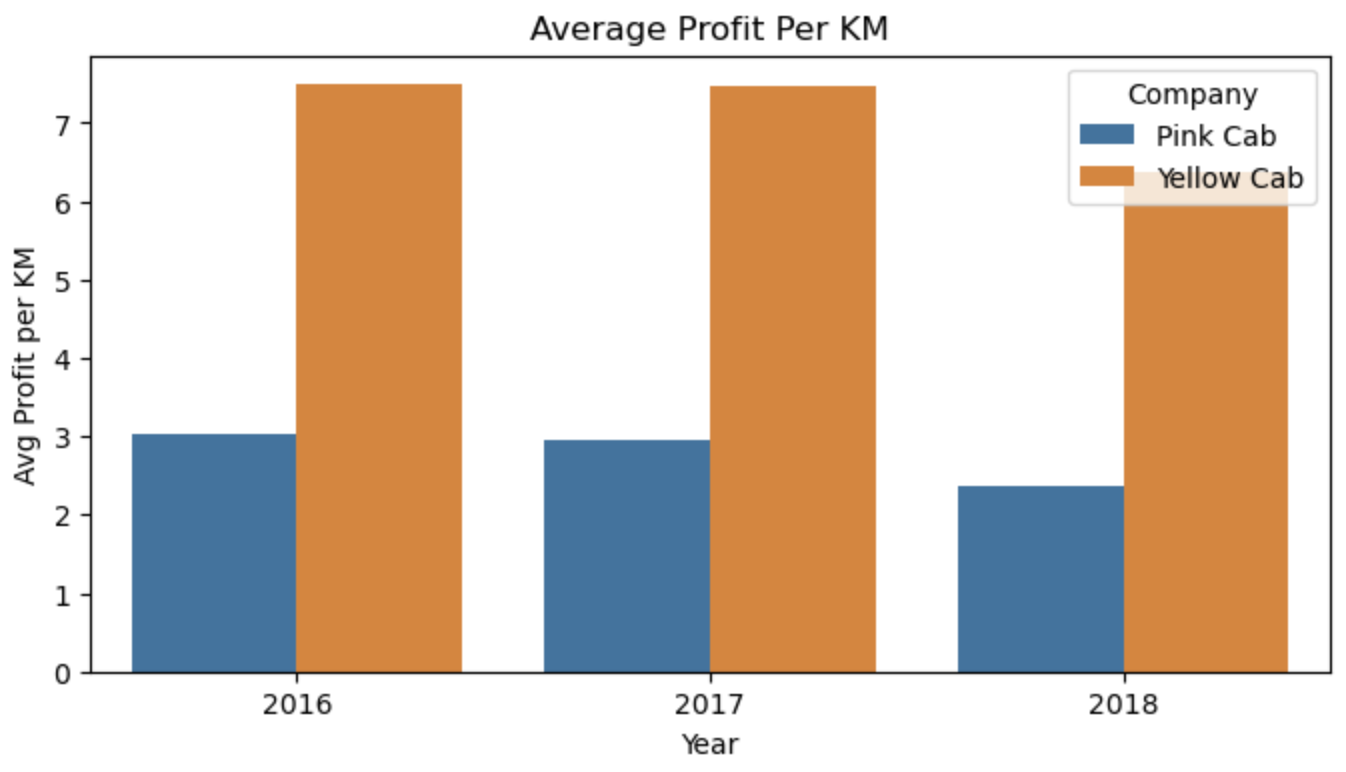 Average Profit Per KM
Company
Pink Cab
Yellow Cab
Avg Profit per KM
7
6
5
4
3
2
1
0
2016 2017 2018
Year